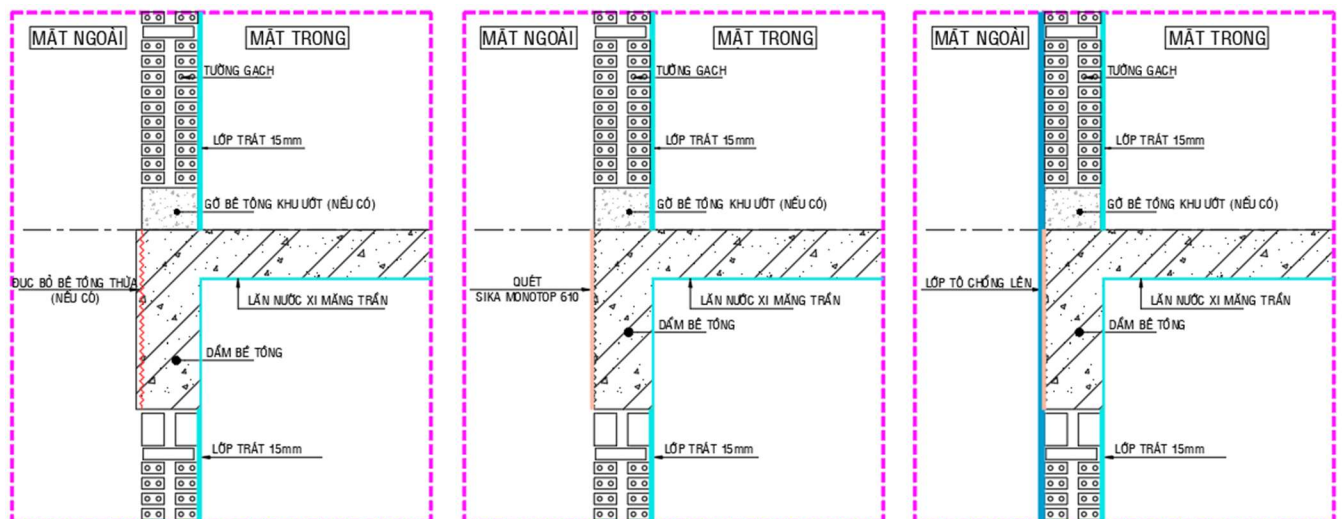 MẶT NGOÀI
MẶT TRONG
TƯỜNG GẠCH
LỚP TRÁT 15mm
GỜ BÊ TÔNG KHU ƯỚT (NẾU CÓ)
ĐỤC BỎ BÊ TÔNG THỪA
(NẾU CÓ)
LĂN NƯỚC XI MĂNG TRẦN
DẦM BÊ TÔNG
LỚP TRÁT 15mm
MẶT NGOÀI
MẶT TRONG
TƯỜNG GẠCH
LỚP TRÁT 15mm
GỜ BÊ TÔNG KHU ƯỚT (NẾU CÓ)
QUÉT
SIKA MONOTOP 610
LĂN NƯỚC XI MĂNG TRẦN
DẦM BÊ TÔNG
LỚP TRÁT 15mm
MẶT NGOÀI
MẶT TRONG
TƯỜNG GẠCH
LỚP TRÁT 15mm
GỜ BÊ TÔNG KHU ƯỚT (NẾU CÓ)
LỚP TÔ CHỒNG LÊN
LĂN NƯỚC XI MĂNG TRẦN
DẦM BÊ TÔNG
LỚP TRÁT 15mm